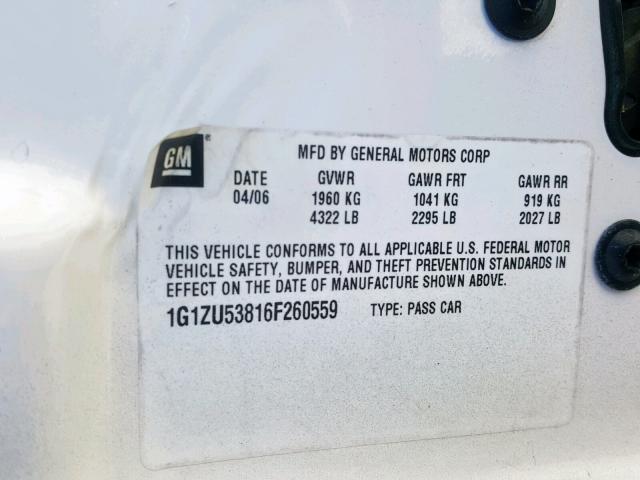 GM
MFD BY GENERAL MOTORS CORP
DATE GVWR GAWR FRT GAWR RR
04/06 1960 KG 1041 KG 919 KG
4322 LB 2295 LB 2027 LB
THIS VEHICLE CONFORMS TO ALL APPLICABLE U.S. FEDERAL MOTOR
VEHICLE SAFETY, BUMPER, AND THEFT PREVENTION STANDARDS IN
EFFECT ON THE DATE OF MANUFACTURE SHOWN ABOVE.
1G1ZU53816F260559 TYPE: PASS CAR